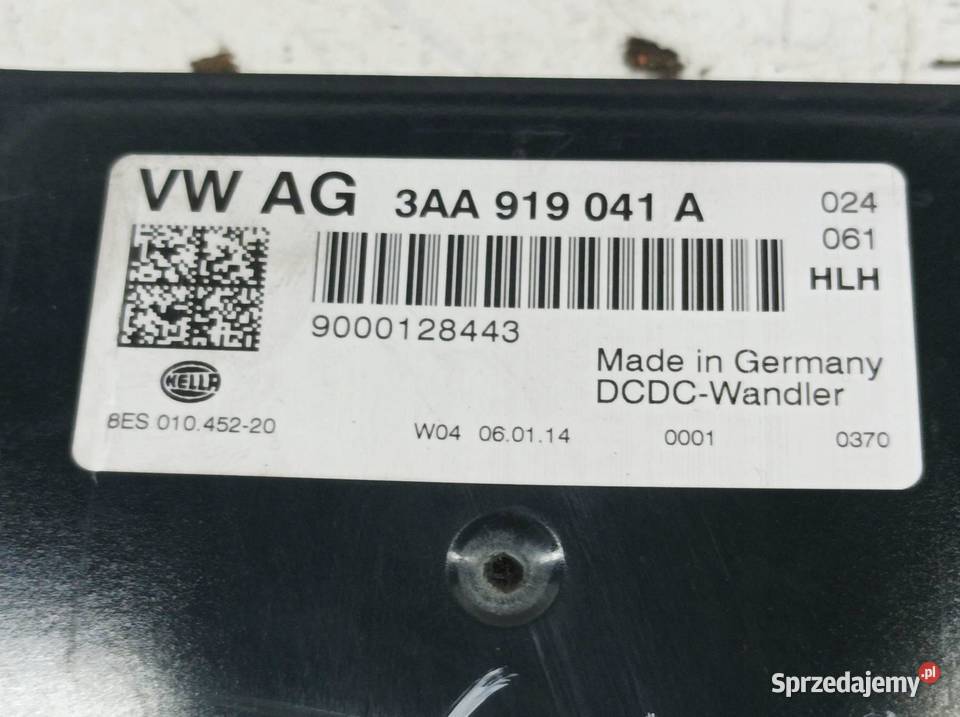 VW AG 3AA 919 041 A 024
061
HLH
9000128443
Made in Germany
DCDC-Wandler
HELLA
8ES 010.452-20
W04 06.01.14 0001 0370
Sprzedajemy.pl